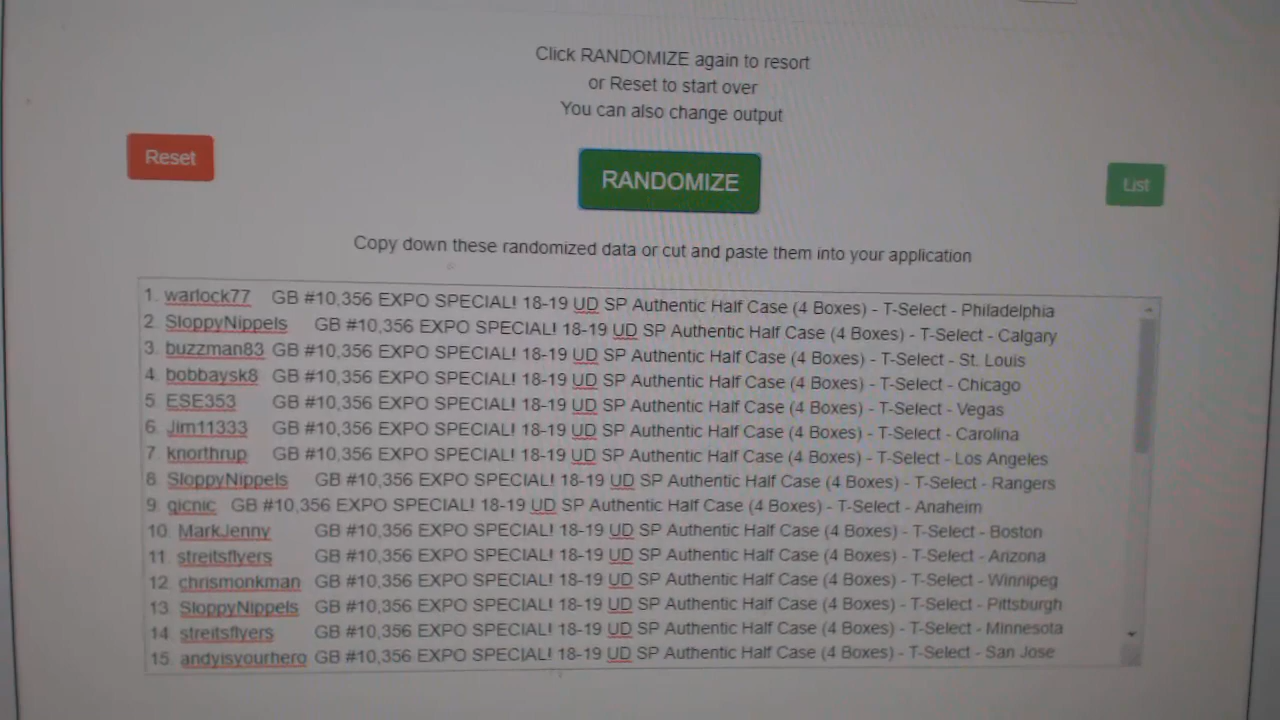 Click RANDOMIZE again to resort
or Reset to start over
You can also change output
Reset
RANDOMIZE
List
Copy down these randomized data or cut and paste them into your application
1. warlock77 GB #10,356 EXPO SPECIAL! 18-19 UD SP Authentic Half Case (4 Boxes) - T-Select - Philadelphia
2. SloppyNippels GB #10,356 EXPO SPECIAL! 18-19 UD SP Authentic Half Case (4 Boxes) - T-Select - Calgary
3. buzzman83 GB #10,356 EXPO SPECIAL! 18-19 UD SP Authentic Half Case (4 Boxes) - T-Select - St. Louis
4. bobbaysk8 GB #10,356 EXPO SPECIAL! 18-19 UD SP Authentic Half Case (4 Boxes) - T-Select - Chicago
5. ESE353 GB #10,356 EXPO SPECIAL! 18-19 UD SP Authentic Half Case (4 Boxes) - T-Select - Vegas
6. Jim11333 GB #10,356 EXPO SPECIAL! 18-19 UD SP Authentic Half Case (4 Boxes) - T-Select - Carolina
7. knorthrup GB #10,356 EXPO SPECIAL! 18-19 UD SP Authentic Half Case (4 Boxes) - T-Select - Los Angeles
8. SloppyNippels GB #10,356 EXPO SPECIAL! 18-19 UD SP Authentic Half Case (4 Boxes) - T-Select - Rangers
9. gicnic GB #10,356 EXPO SPECIAL! 18-19 UD SP Authentic Half Case (4 Boxes) - T-Select - Anaheim
10. MarkJenny GB #10,356 EXPO SPECIAL! 18-19 UD SP Authentic Half Case (4 Boxes) - T-Select - Boston
11. streitsflyers GB #10,356 EXPO SPECIAL! 18-19 UD SP Authentic Half Case (4 Boxes) - T-Select - Arizona
12. chrismonkman GB #10,356 EXPO SPECIAL! 18-19 UD SP Authentic Half Case (4 Boxes) - T-Select - Winnipeg
13. SloppyNippels GB #10,356 EXPO SPECIAL! 18-19 UD SP Authentic Half Case (4 Boxes) - T-Select - Pittsburgh
14. streitsflyers GB #10,356 EXPO SPECIAL! 18-19 UD SP Authentic Half Case (4 Boxes) - T-Select - Minnesota
15. andyisyourhero GB #10,356 EXPO SPECIAL! 18-19 UD SP Authentic Half Case (4 Boxes) - T-Select - San Jose